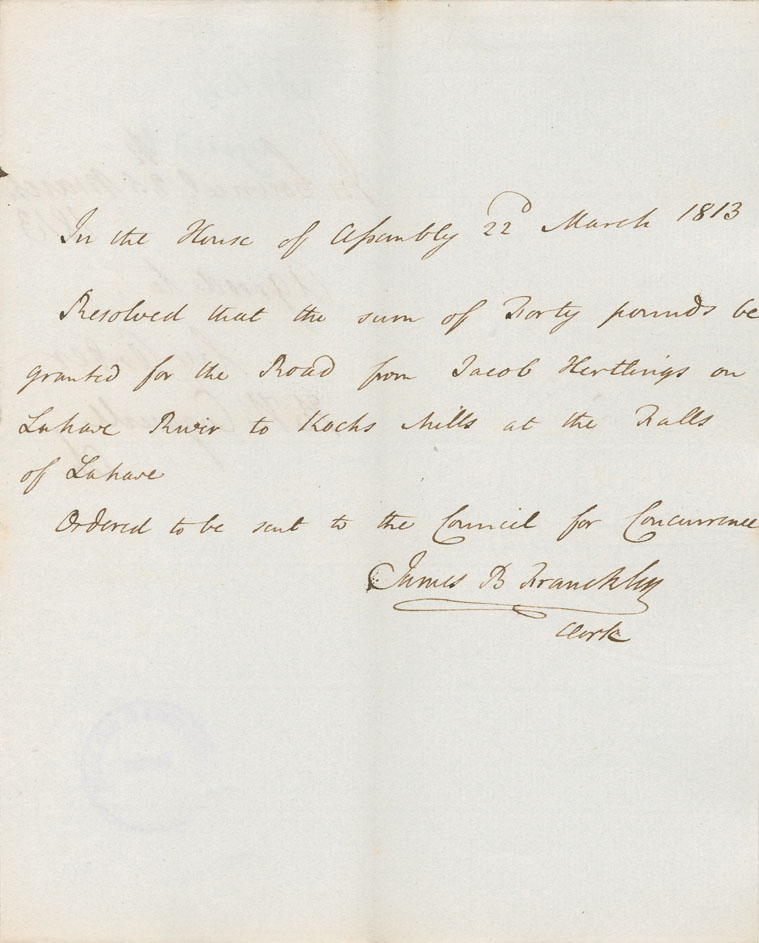 In the House of Assembly 22d March 1813
Resolved that the sum of Forty pounds be
granted for the Road from Jacob Hertlings on
Lahave River to Kochs Mills at the Falls
of Lahave
Ordered to be sent to the Council for Concurrence
James B Francklin
Clerk